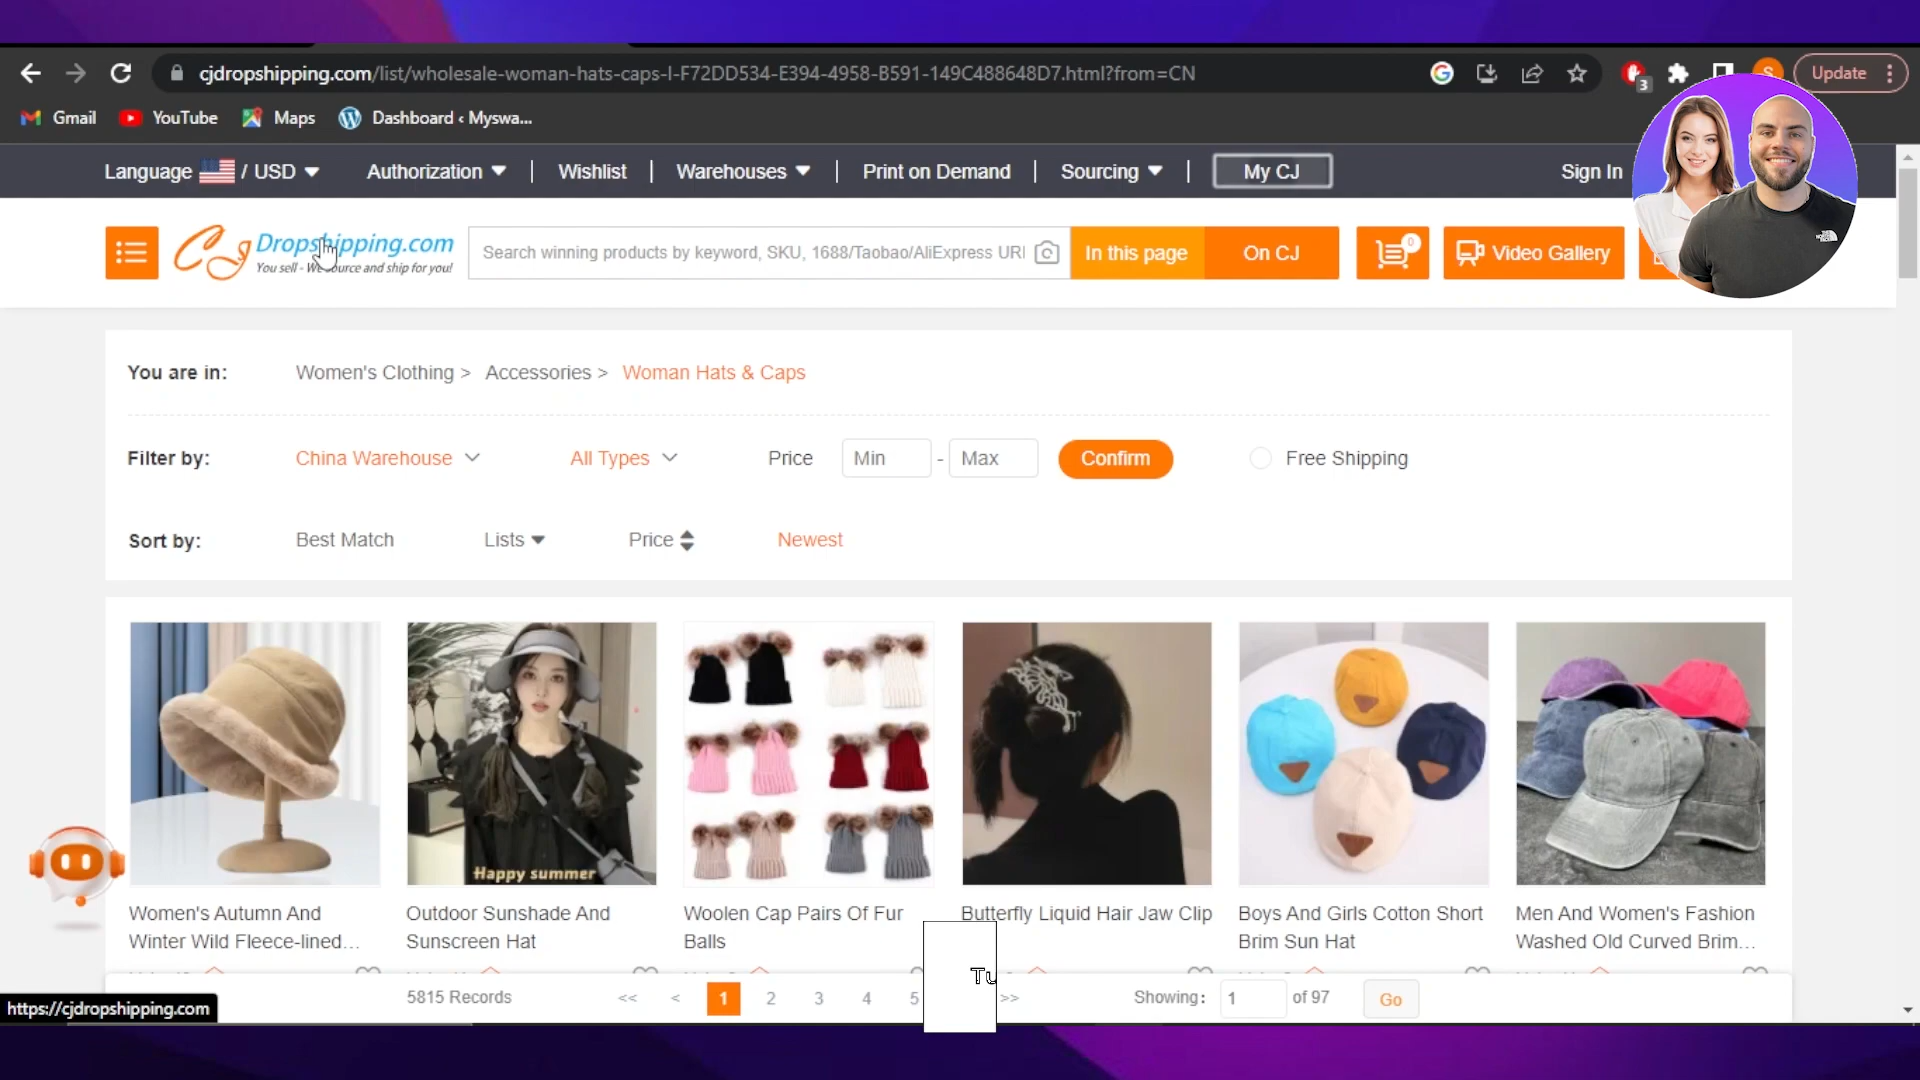 cjdropshipping.com/list/wholesale-woman-hats-caps-l-F72DD534-E394-4958-B591-149C488648D7.html?from=CN
3
S
Update
Gmail
YouTube
Maps
Dashboard ‹ Myswa...
Language / USD
Authorization
Wishlist
Warehouses
Print on Demand
Sourcing
My CJ
Sign In
CJ Dropshipping.com
You sell - We source and ship for you!
Search winning products by keyword, SKU, 1688/Taobao/AliExpress URL
In this page
On CJ
0
Video Gallery
You are in:
Women's Clothing >
Accessories >
Woman Hats & Caps
Filter by:
China Warehouse
All Types
Price
Min
-
Max
Confirm
Free Shipping
Sort by:
Best Match
Lists
Price
Newest
Happy summer
Women's Autumn And
Winter Wild Fleece-lined...
Outdoor Sunshade And
Sunscreen Hat
Woolen Cap Pairs Of Fur
Balls
Butterfly Liquid Hair Jaw Clip
Boys And Girls Cotton Short
Brim Sun Hat
Men And Women's Fashion
Washed Old Curved Brim...
Tu
5815 Records
<<
<
1
2
3
4
5
>>
Showing:
1
of 97
Go
https://cjdropshipping.com